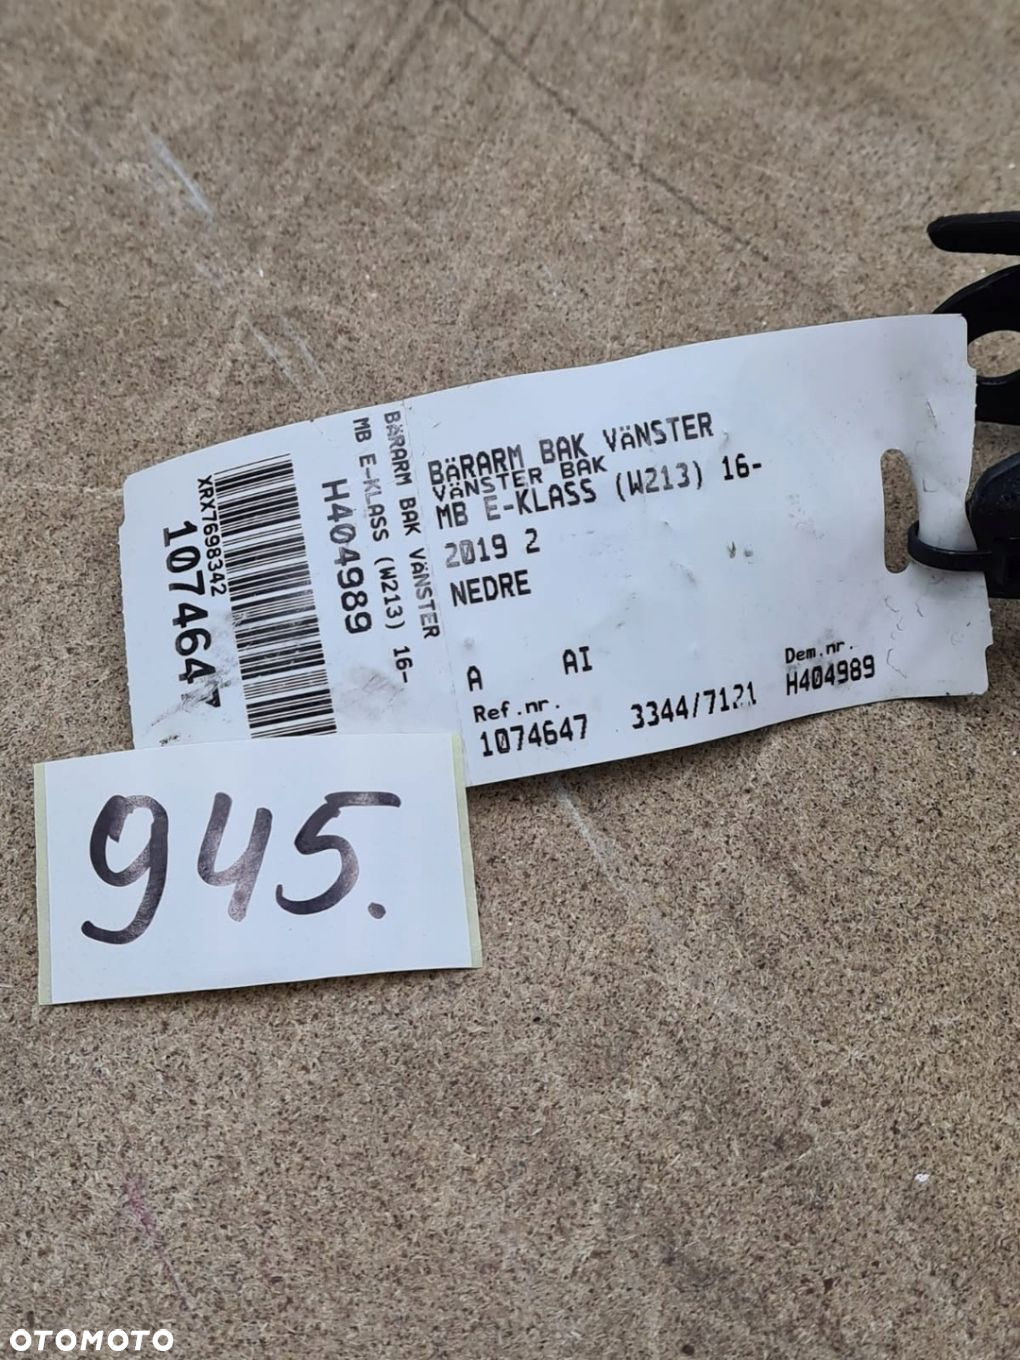 BÄRARM BAK VÄNSTER
VÄNSTER BAK
MB E-KLASS (W213) 16-
2019 2
NEDRE
A AI
Ref.nr. Dem.nr.
1074647 3344/7121 H404989
BÄRARM BAK VÄNSTER
MB E-KLASS (W213) 16-
H404989
XRX7698342
1074647
945.
OTOMOTO